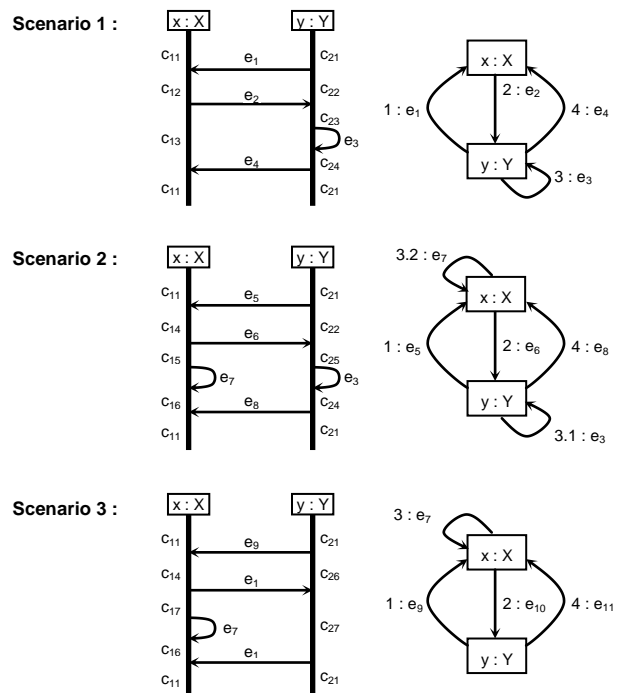 Scenario 1 :
x : X
y : Y
c11
e1
c21
c12
e2
c22
c23
c13
e3
e4
c24
c11
c21
x : X
1 : e1
2 : e2
4 : e4
y : Y
3 : e3
Scenario 2 :
x : X
y : Y
c11
e5
c21
c14
e6
c22
c15
c25
e7
e3
c16
e8
c24
c11
c21
3.2 : e7
x : X
1 : e5
2 : e6
4 : e8
y : Y
3.1 : e3
Scenario 3 :
x : X
y : Y
c11
e9
c21
c14
e1
c26
c17
e7
c27
c16
e1
c11
c21
3 : e7
x : X
1 : e9
2 : e10
4 : e11
y : Y